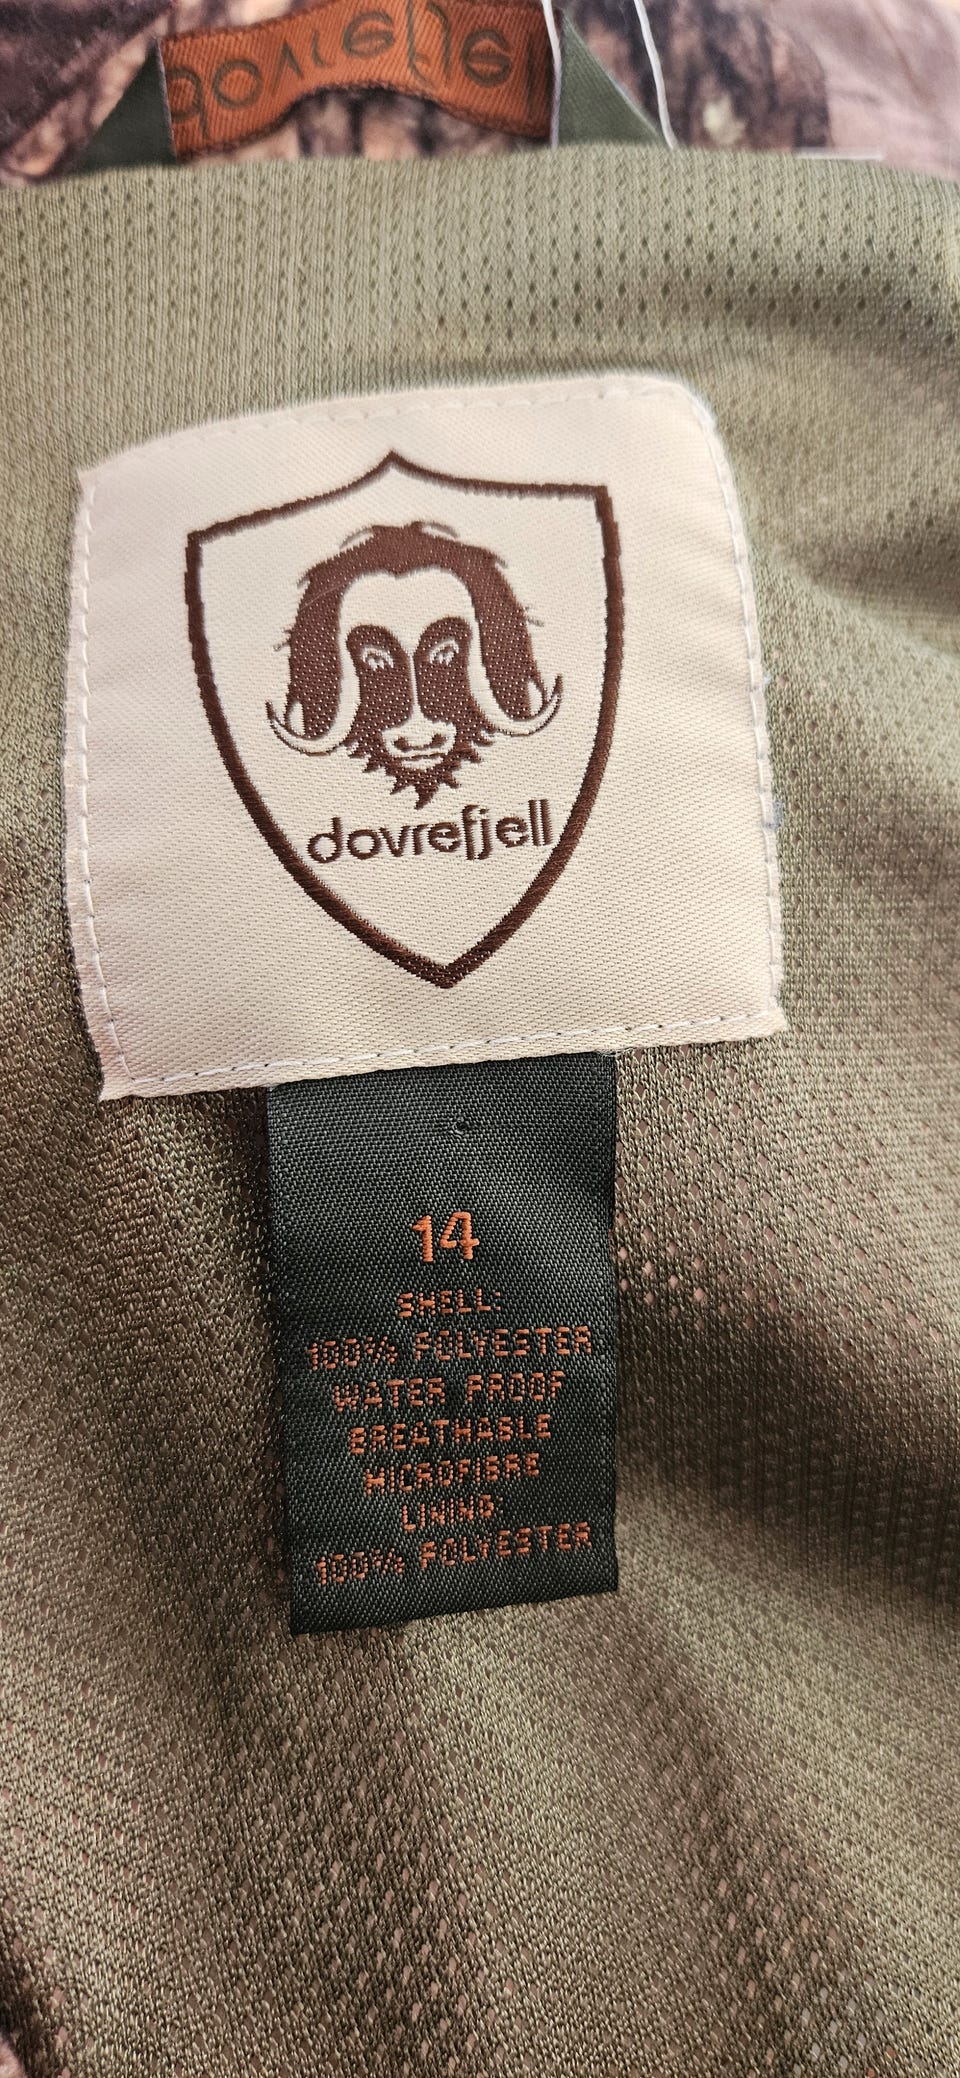 dovrefjell
dovrefjell
14
SHELL:
100% POLYESTER
WATER PROOF
BREATHABLE
MICROFIBRE
LINING
100% POLYESTER